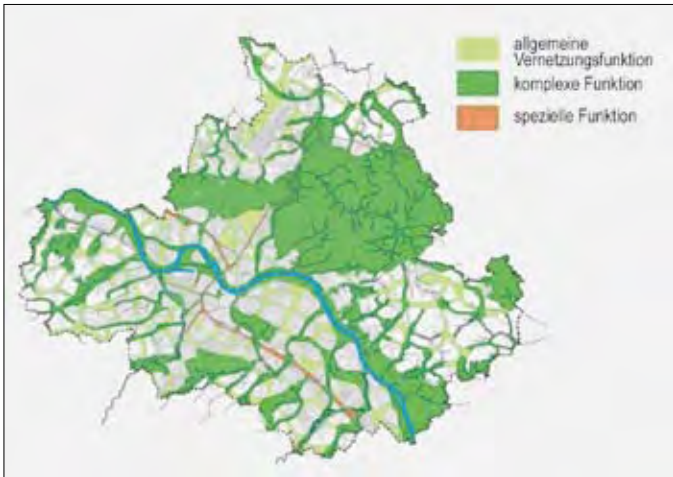 allgemeine
Vernetzungsfunktion
komplexe Funktion
spezielle Funktion